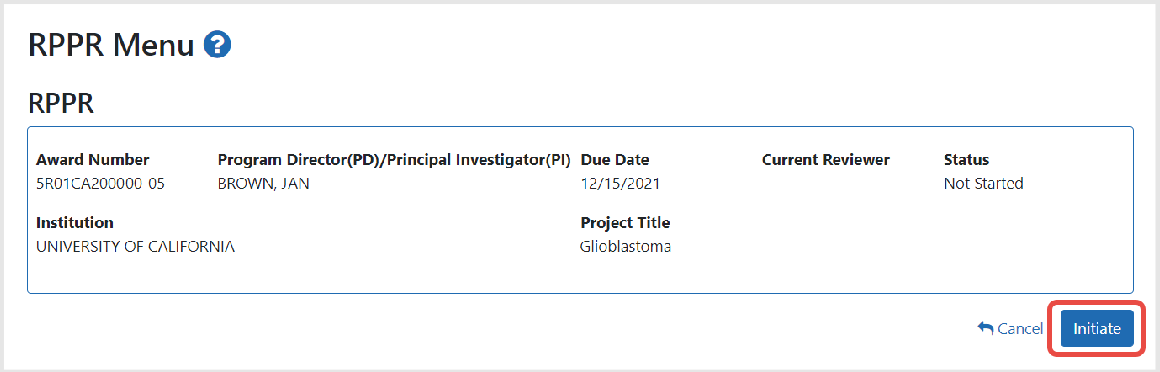 RPPR Menu ?
RPPR
Award Number Program Director(PD)/Principal Investigator(PI) Due Date Current Reviewer Status
5R01CA200000-05 BROWN, JAN 12/15/2021 Not Started
Institution Project Title
UNIVERSITY OF CALIFORNIA Glioblastoma
Cancel Initiate